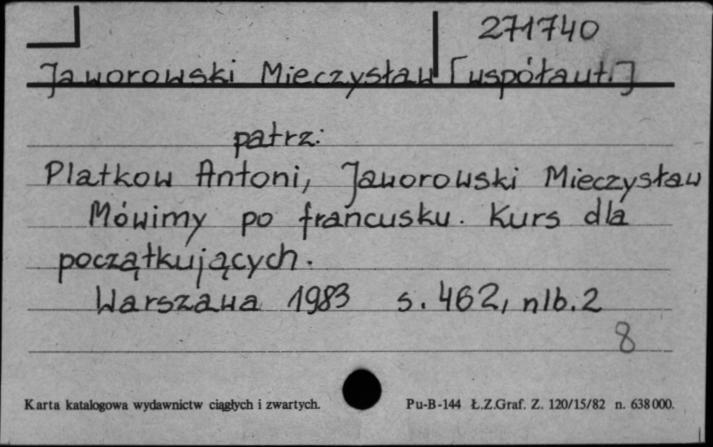 271740
Jaworowski Mieczysław [współaut.]
patrz:
Platkow Antoni, Jaworowski Mieczysław
Mówimy po francusku. Kurs dla
początkujących.
Warszawa 1983 s. 462, nlb. 2
8
Karta katalogowa wydawnictw ciągłych i zwartych. Pu-B-144 Ł.Z.Graf. Z. 120/15/82 n. 638 000.